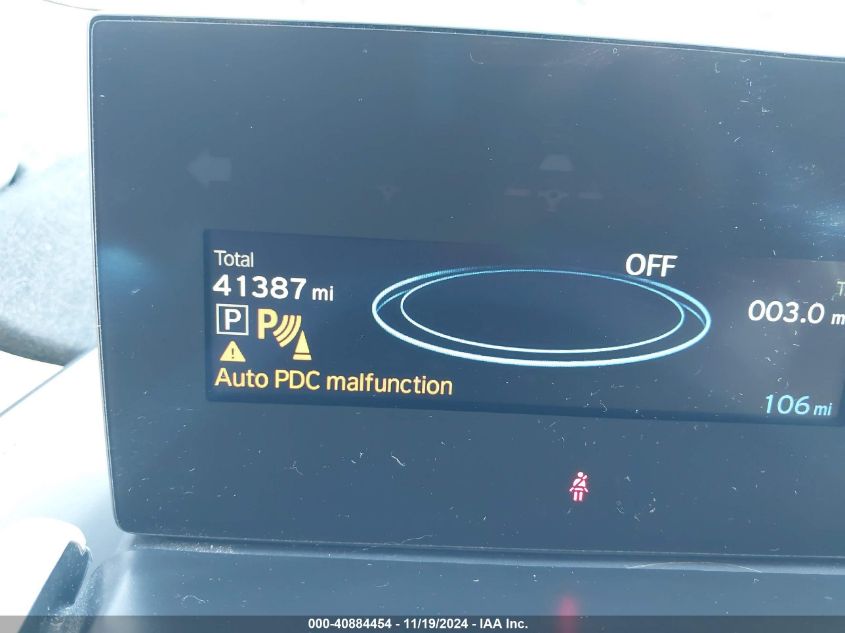 Total
OFF
41387 mi
T
003.0 m
P P
Auto PDC malfunction
106 mi
000-40884454 - 11/19/2024 - IAA Inc.